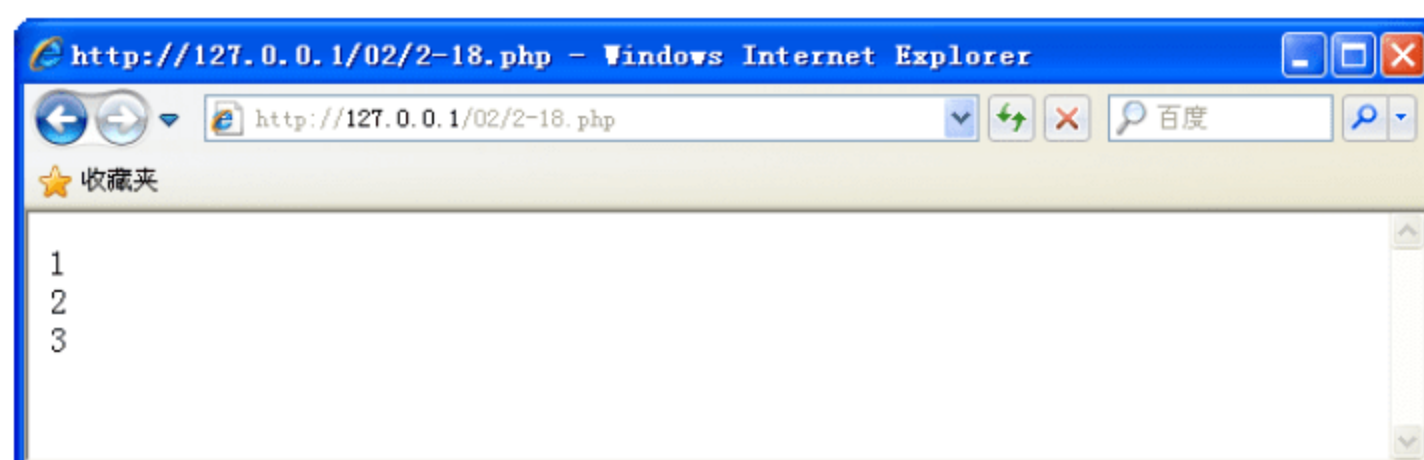 http://127.0.0.1/02/2-18.php - Windows Internet Explorer
http://127.0.0.1/02/2-18.php 百度
收藏夹
1
2
3